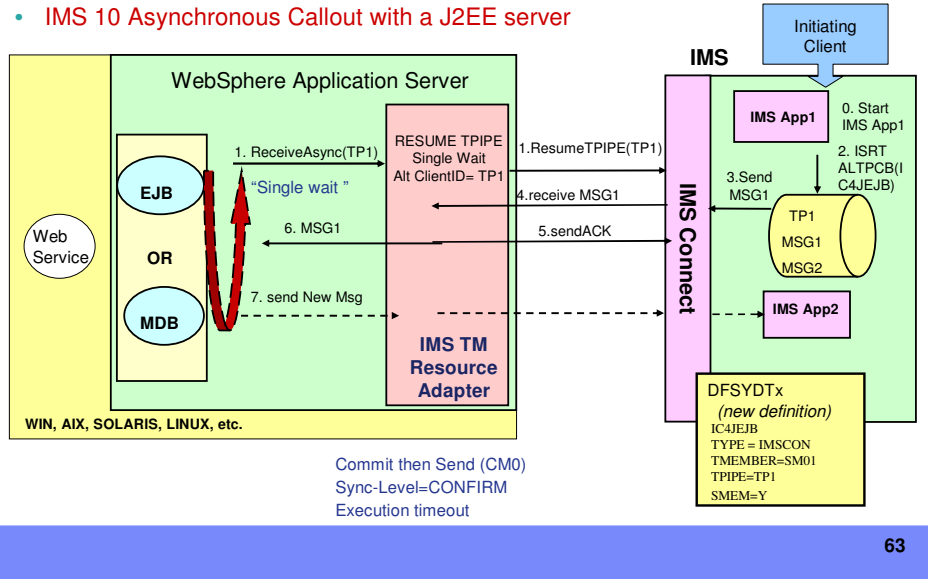 • IMS 10 Asynchronous Callout with a J2EE server
Initiating
Client
IMS
WebSphere Application Server
Web
Service
EJB
OR
MDB
1. ReceiveAsync(TP1)
"Single wait "
6. MSG1
7. send New Msg
RESUME TPIPE
Single Wait
Alt ClientID= TP1
IMS TM
Resource
Adapter
1.ResumeTPIPE(TP1)
4.receive MSG1
5.sendACK
IMS Connect
IMS App1
0. Start
IMS App1
2. ISRT
ALTPCB(I
C4JEJB)
3.Send
MSG1
TP1
MSG1
MSG2
IMS App2
DFSYDTx
(new definition)
IC4JEJB
TYPE = IMSCON
TMEMBER=SM01
TPIPE=TP1
SMEM=Y
WIN, AIX, SOLARIS, LINUX, etc.
Commit then Send (CM0)
Sync-Level=CONFIRM
Execution timeout
63